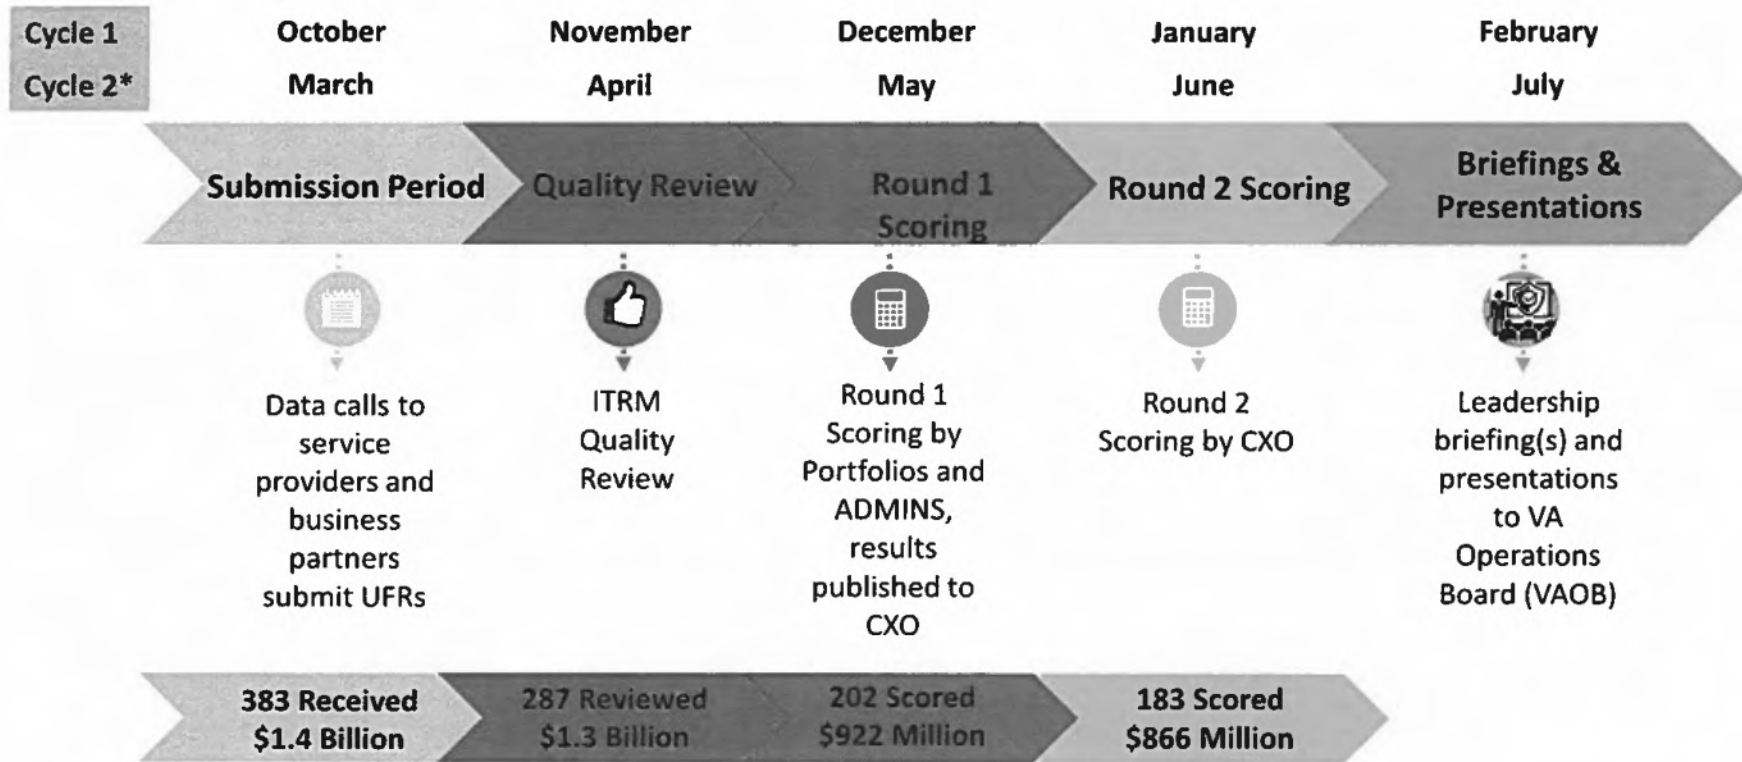 Cycle 1
October
November
December
January
February
Cycle 2*
March
April
May
June
July
Submission Period
Quality Review
Round 1
Scoring
Round 2 Scoring
Briefings &
Presentations
Data calls to
service
providers and
business
partners
submit UFRs
ITRM
Quality
Review
Round 1
Scoring by
Portfolios and
ADMINS,
results
published to
CXO
Round 2
Scoring by CXO
Leadership
briefing(s) and
presentations
to VA
Operations
Board (VAOB)
383 Received
$1.4 Billion
287 Reviewed
$1.3 Billion
202 Scored
$922 Million
183 Scored
$866 Million